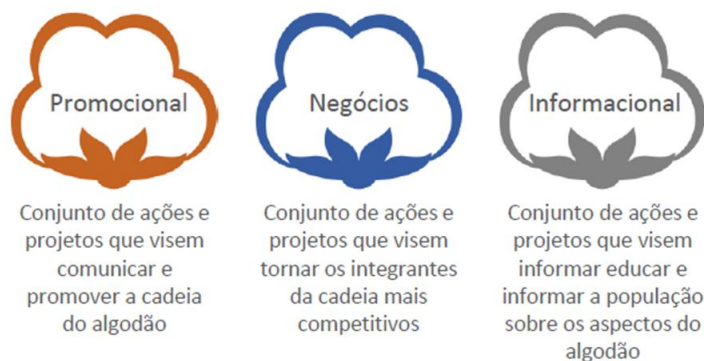 Promocional
Conjunto de ações e
projetos que visem
comunicar e
promover a cadeia
do algodão
Negócios
Conjunto de ações e
projetos que visem
tornar os integrantes
da cadeia mais
competitivos
Informacional
Conjunto de ações e
projetos que visem
informar educar e
informar a população
sobre os aspectos do
algodão